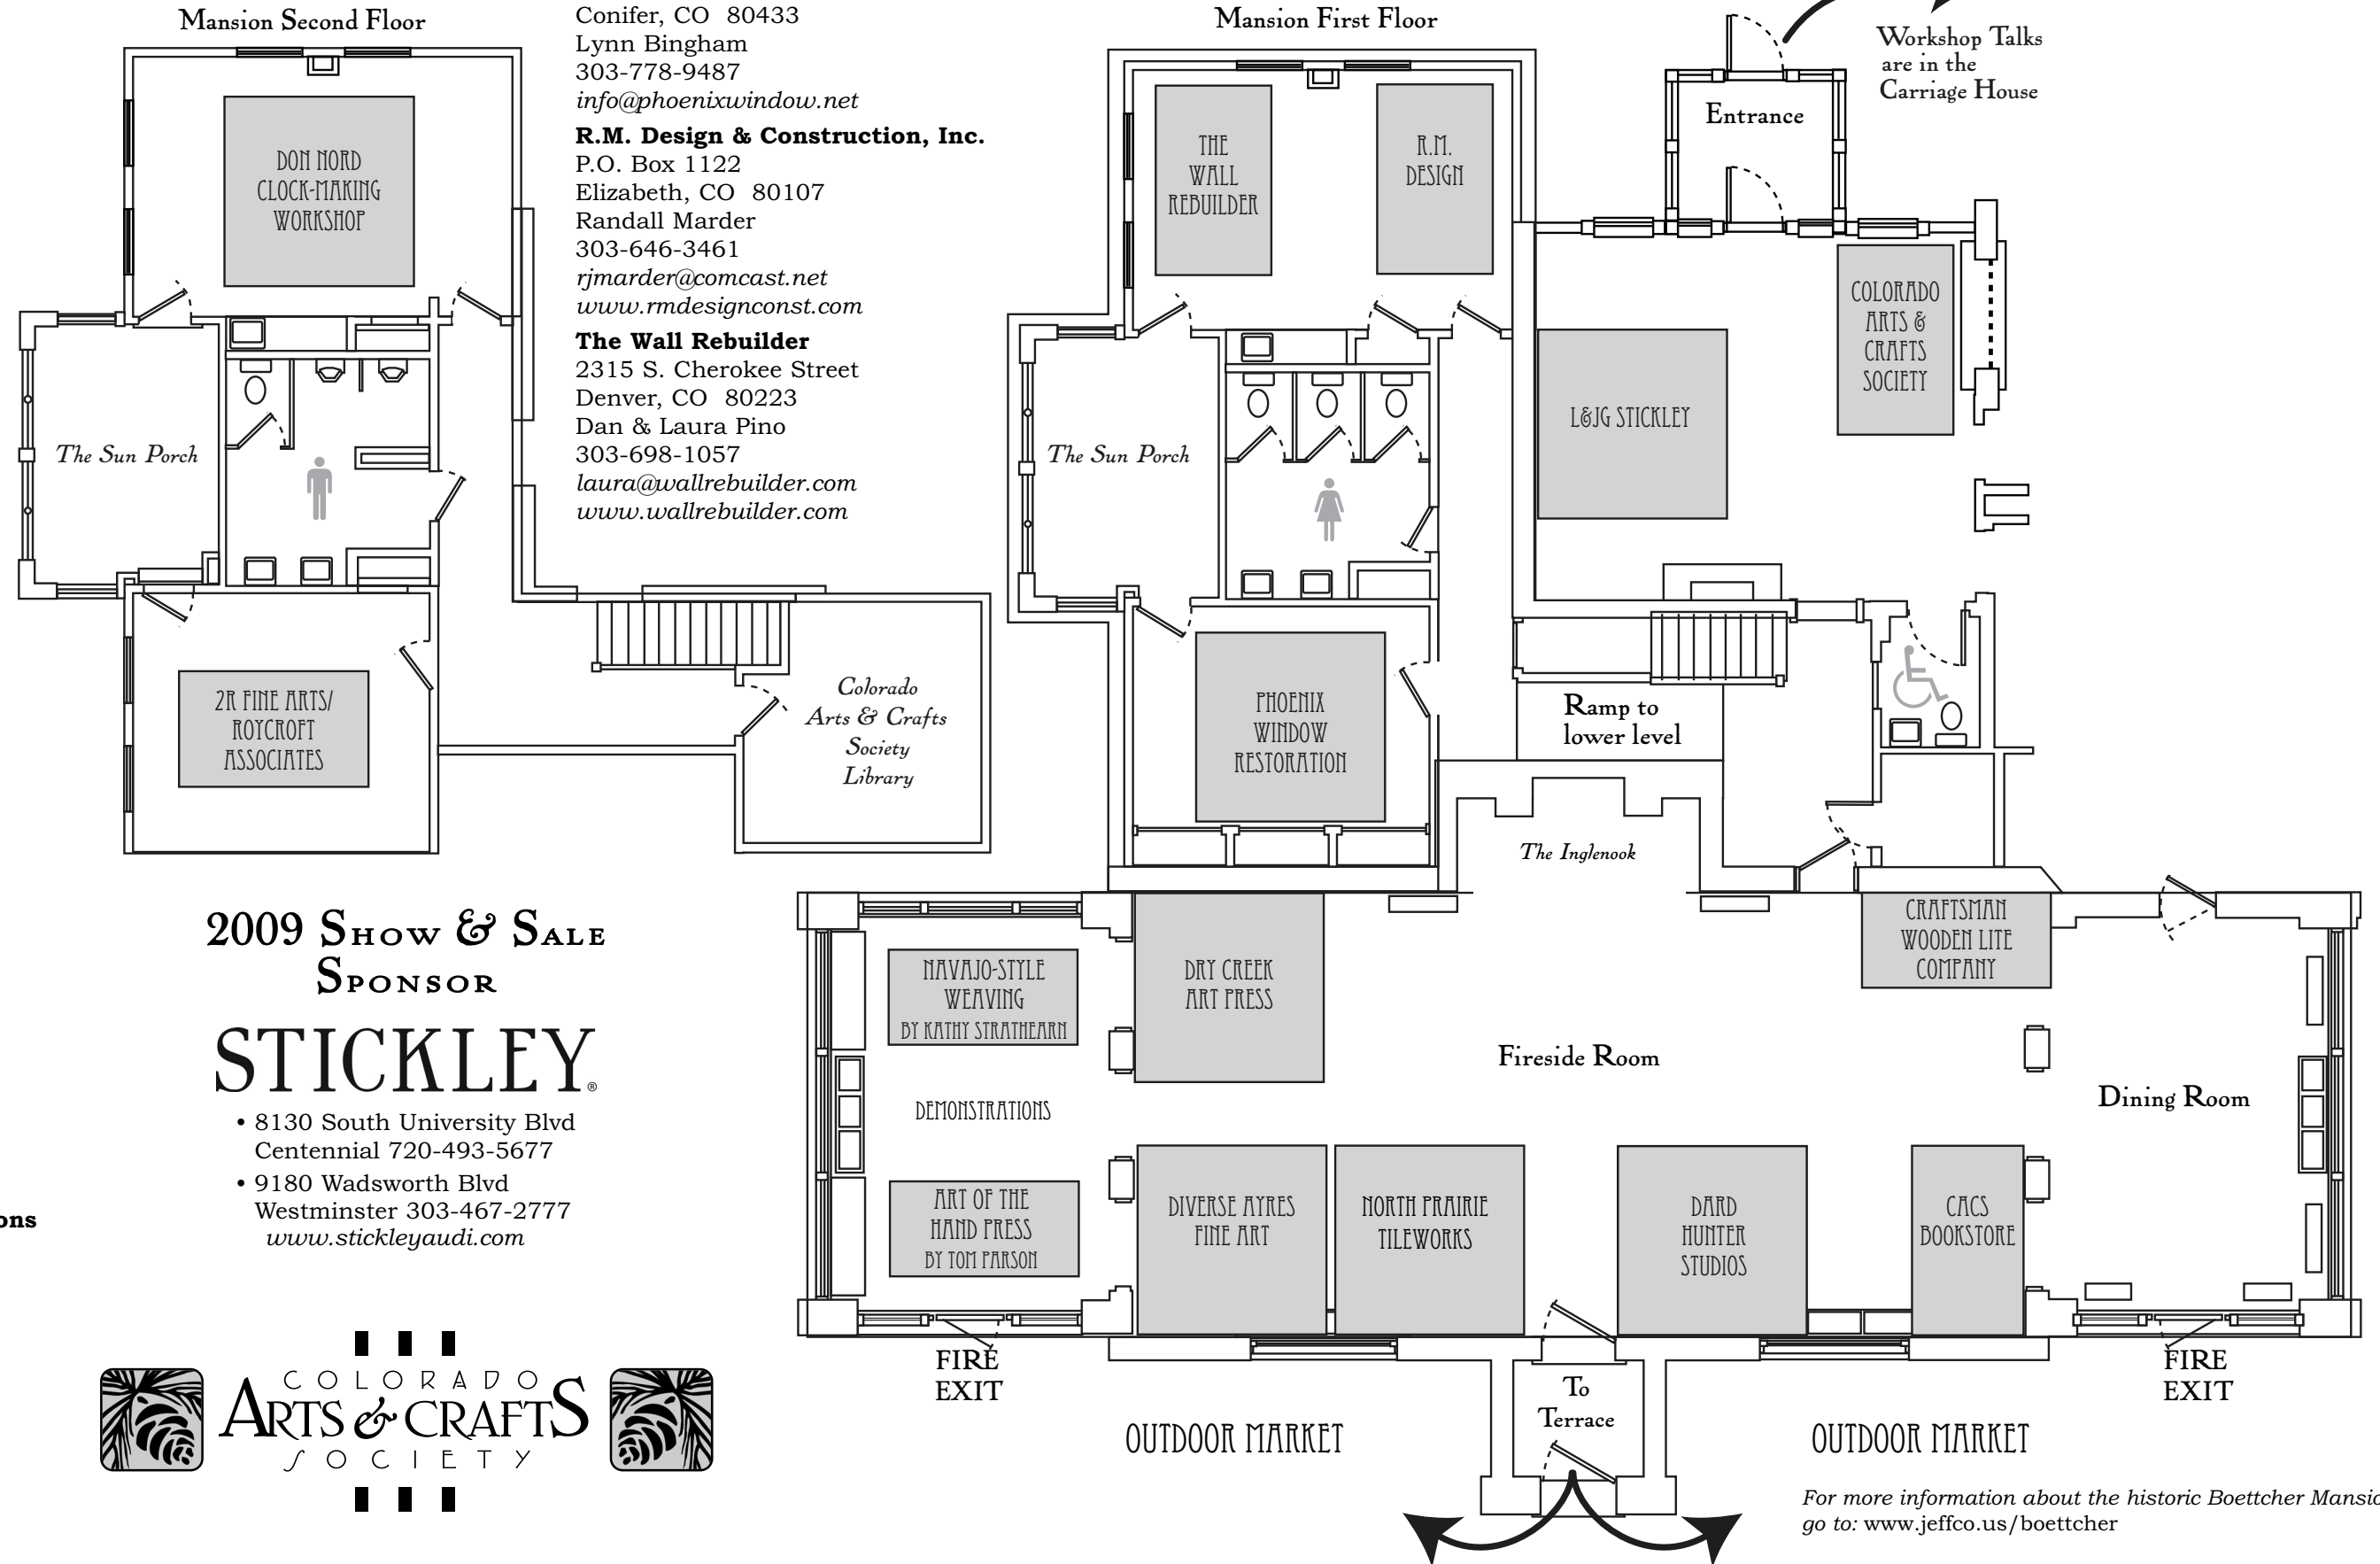 Mansion Second Floor
DON NORD
CLOCK-MAKING
WORKSHOP
The Sun Porch
2R FINE ARTS/
ROYCROFT
ASSOCIATES
Colorado
Arts & Crafts
Society
Library
Conifer, CO 80433
Lynn Bingham
303-778-9487
info@phoenixwindow.net
R.M. Design & Construction, Inc.
P.O. Box 1122
Elizabeth, CO 80107
Randall Marder
303-646-3461
rjmarder@comcast.net
www.rmdesignconst.com
The Wall Rebuilder
2315 S. Cherokee Street
Denver, CO 80223
Dan & Laura Pino
303-698-1057
laura@wallrebuilder.com
www.wallrebuilder.com
Mansion First Floor
THE
WALL
REBUILDER
R.M.
DESIGN
Entrance
Workshop Talks
are in the
Carriage House
COLORADO
ARTS &
CRAFTS
SOCIETY
L&JG STICKLEY
The Sun Porch
PHOENIX
WINDOW
RESTORATION
Ramp to
lower level
The Inglenook
NAVAJO-STYLE
WEAVING
BY KATHY STRATHEARN
DRY CREEK
ART PRESS
CRAFTSMAN
WOODEN LITE
COMPANY
Fireside Room
Dining Room
DEMONSTRATIONS
ART OF THE
HAND PRESS
BY TOM PARSON
DIVERSE AYRES
FINE ART
NORTH PRAIRIE
TILEWORKS
DARD
HUNTER
STUDIOS
CACS
BOOKSTORE
FIRE
EXIT
FIRE
EXIT
To
Terrace
OUTDOOR MARKET
OUTDOOR MARKET
2009 Show & Sale
Sponsor
STICKLEY®
• 8130 South University Blvd
Centennial 720-493-5677
• 9180 Wadsworth Blvd
Westminster 303-467-2777
www.stickleyaudi.com
ons
COLORADO
ARTS & CRAFTS
SOCIETY
For more information about the historic Boettcher Mansio
go to: www.jeffco.us/boettcher